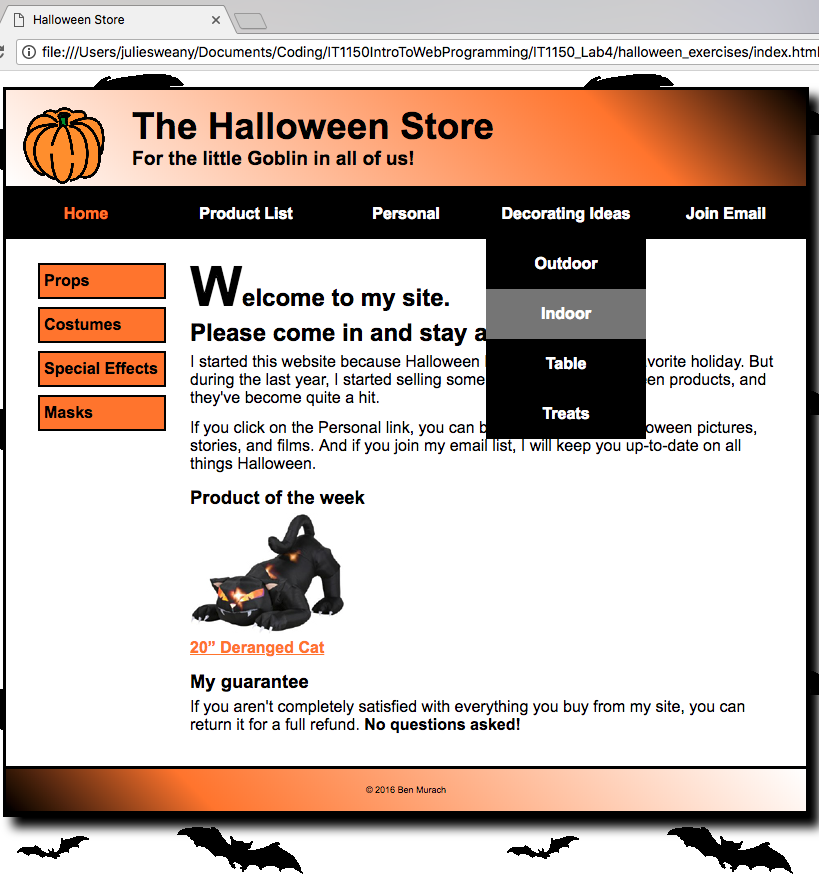 Halloween Store
file:///Users/juliesweany/Documents/Coding/IT1150IntroToWebProgramming/IT1150_Lab4/halloween_exercises/index.html
The Halloween Store
For the little Goblin in all of us!
Home Product List Personal Decorating Ideas Join Email
Outdoor
Indoor
Table
Treats
Props
Costumes
Special Effects
Masks
Welcome to my site.
Please come in and stay a
I started this website because Halloween vorite holiday. But
during the last year, I started selling some en products, and
they've become quite a hit.
If you click on the Personal link, you can b loween pictures,
stories, and films. And if you join my email list, I will keep you up-to-date on all
things Halloween.
Product of the week
20” Deranged Cat
My guarantee
If you aren't completely satisfied with everything you buy from my site, you can
return it for a full refund. No questions asked!
© 2016 Ben Murach